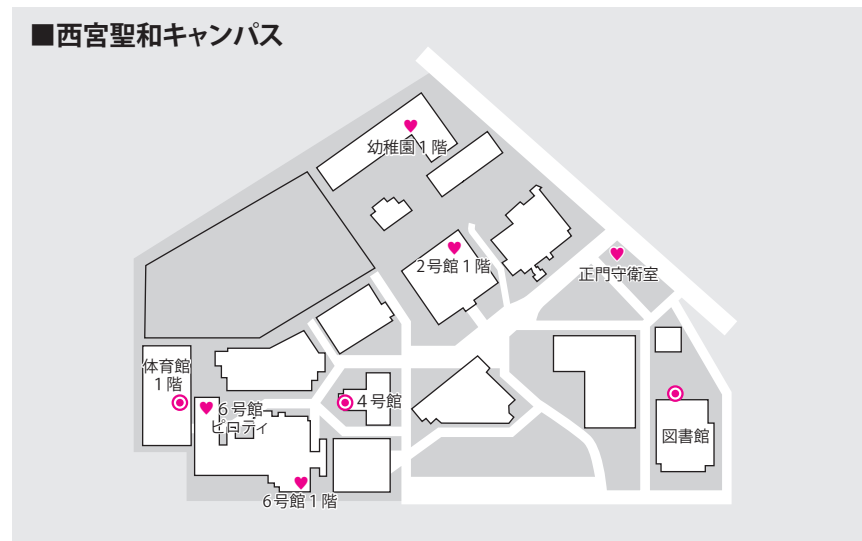 ■西宮聖和キャンパス
幼稚園1階
2号館1階
正門守衛室
体育館
1階
6号館
ピロティ
4号館
図書館
6号館1階